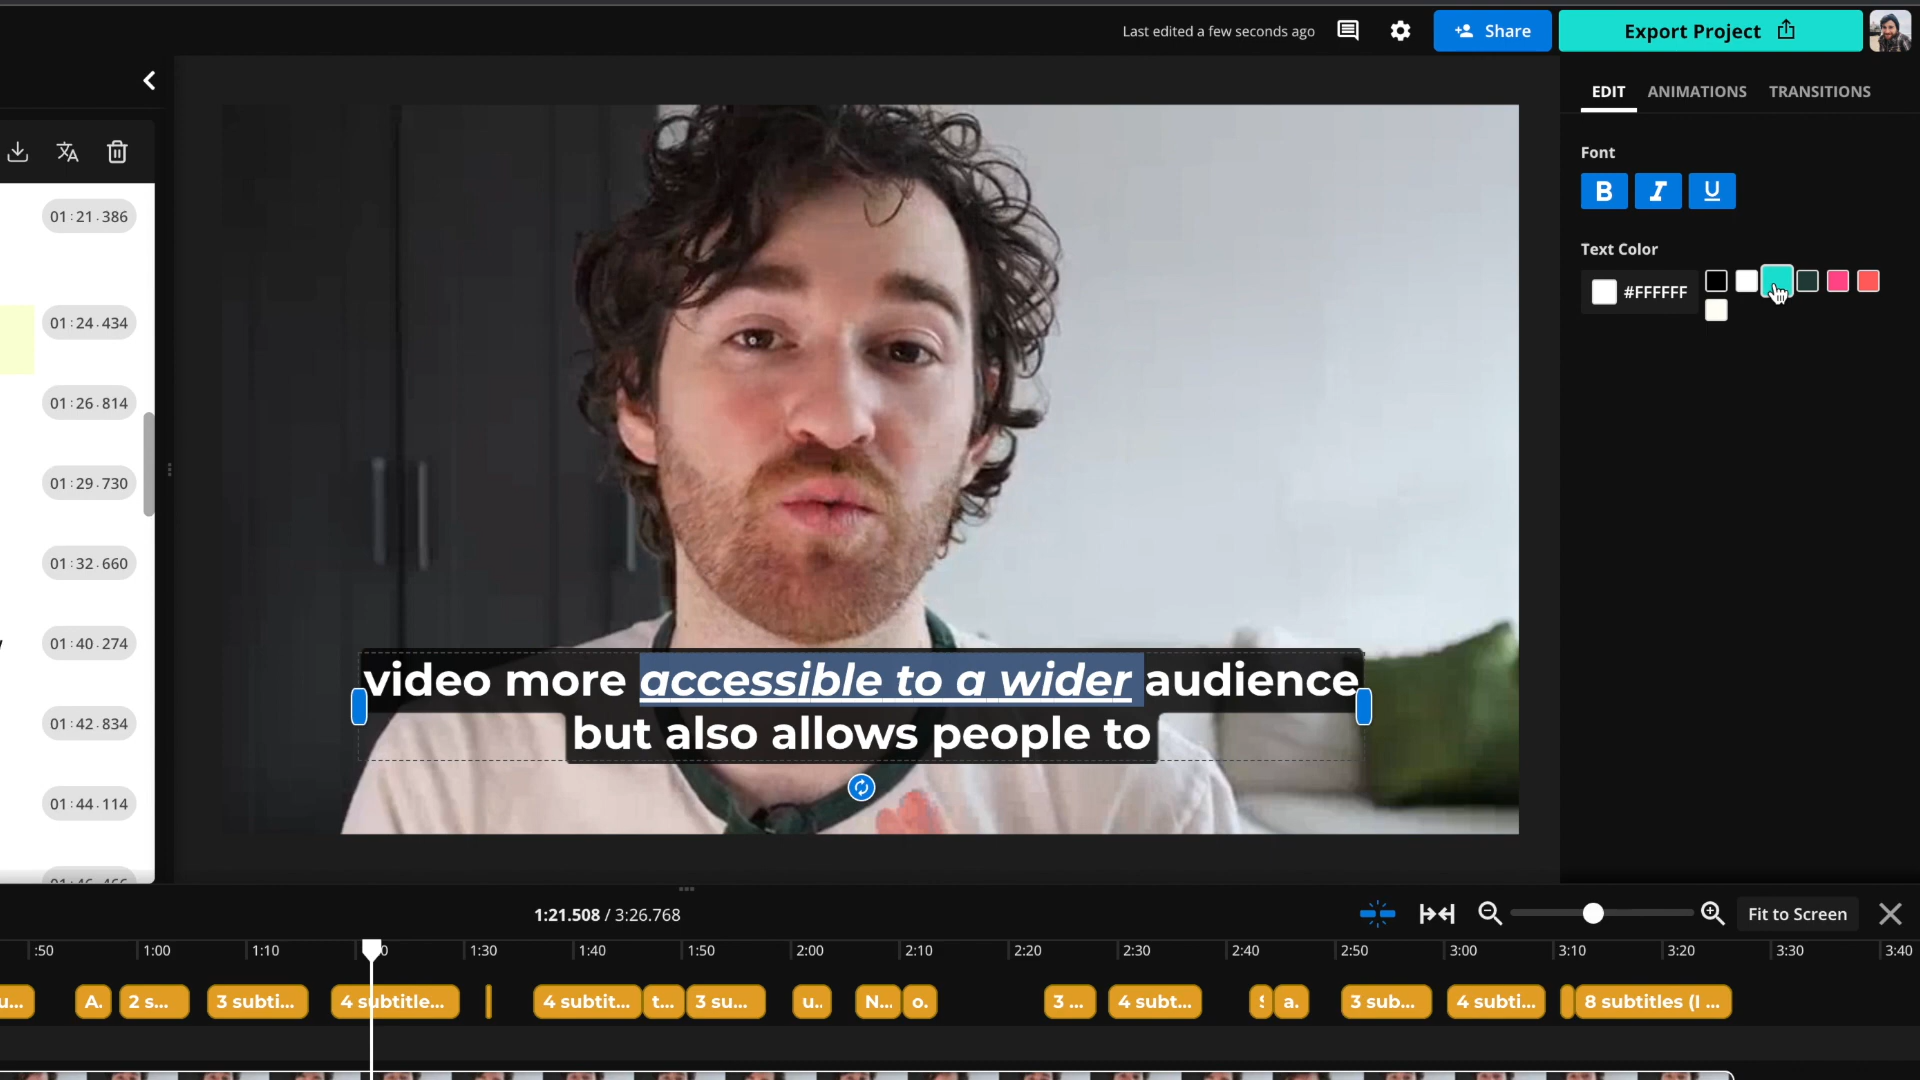 Last edited a few seconds ago
Share
Export Project
EDIT ANIMATIONS TRANSITIONS
Font
B I U
Text Color
#FFFFFF
01:21.386
01:24.434
01:26.814
01:29.730
01:32.660
01:40.274
01:42.834
01:44.114
video more accessible to a wider audience
but also allows people to
1:21.508 / 3:26.768
Fit to Screen
:50 1:00 1:10 1:30 1:40 1:50 2:00 2:10 2:20 2:30 2:40 2:50 3:00 3:10 3:20 3:30 3:40
u... A. 2 s... 3 subti... 4 subtitle... 4 subtit... t... 3 su... u.. N... o. 3 ... 4 subt... a. 3 sub... 4 subti... 8 subtitles (I ...